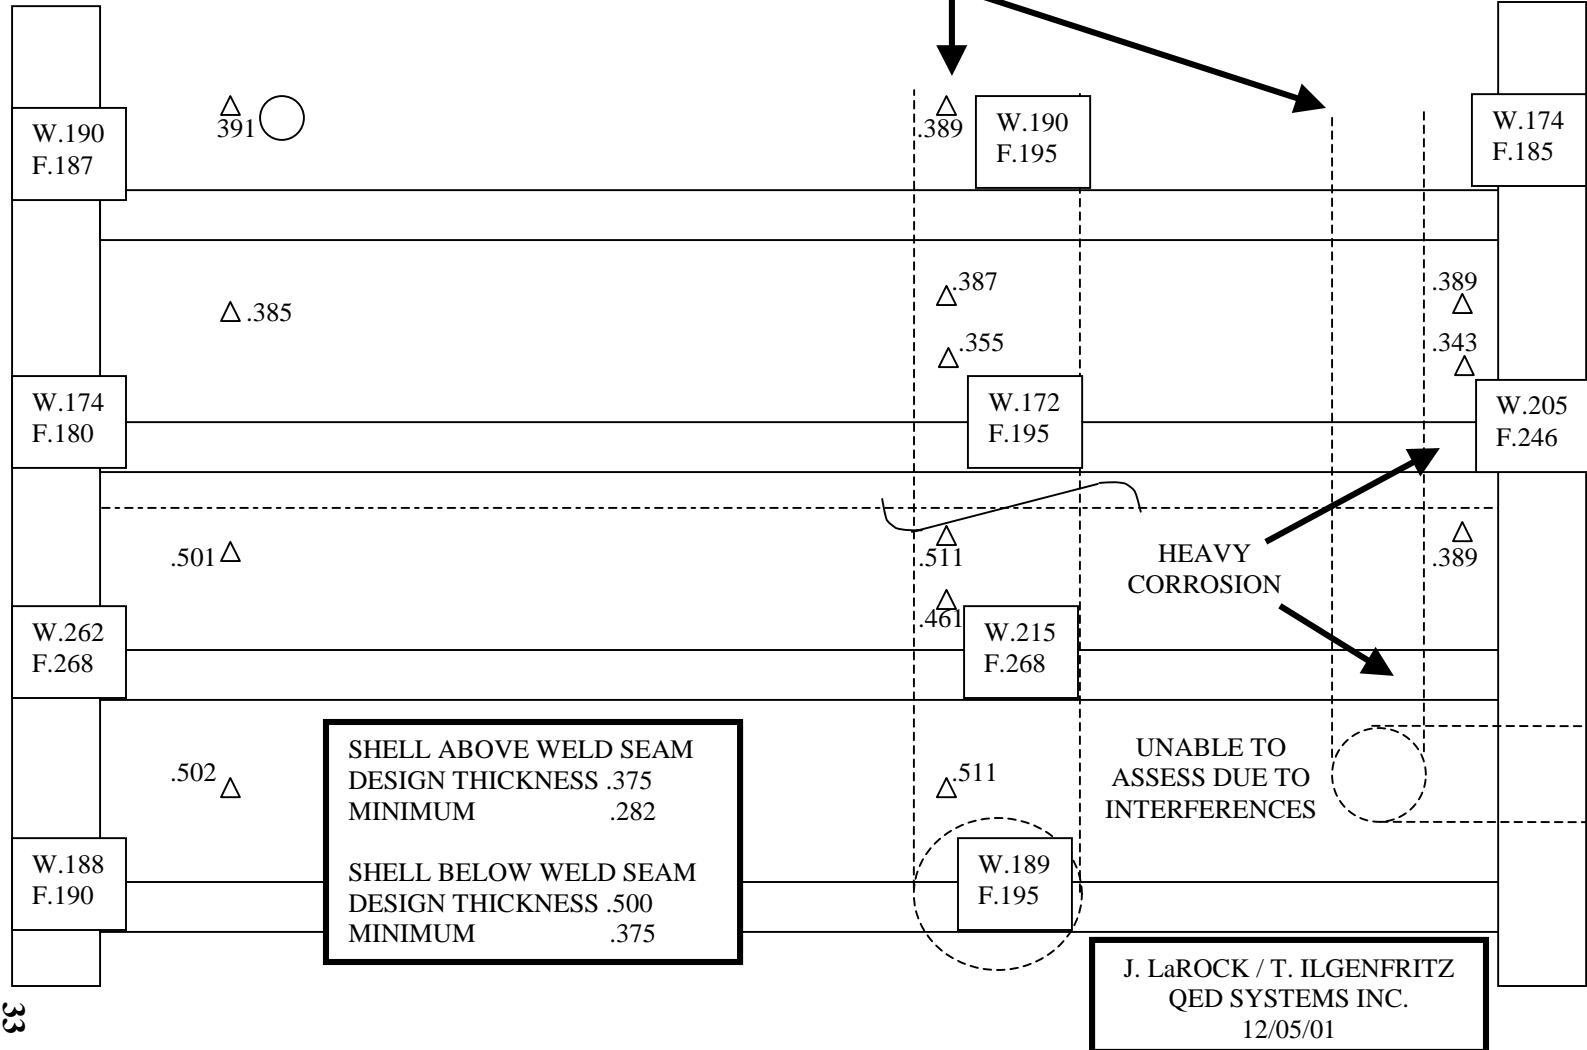 W.190
F.187
391
.389
W.190
F.195
W.174
F.185
.385
.387
.355
.389
.343
W.174
F.180
W.172
F.195
W.205
F.246
.501
.511
.461
HEAVY
CORROSION
.389
W.262
F.268
W.215
F.268
.502
SHELL ABOVE WELD SEAM
DESIGN THICKNESS .375
MINIMUM .282
SHELL BELOW WELD SEAM
DESIGN THICKNESS .500
MINIMUM .375
.511
UNABLE TO
ASSESS DUE TO
INTERFERENCES
W.188
F.190
W.189
F.195
J. LaROCK / T. ILGENFRITZ
QED SYSTEMS INC.
12/05/01
33